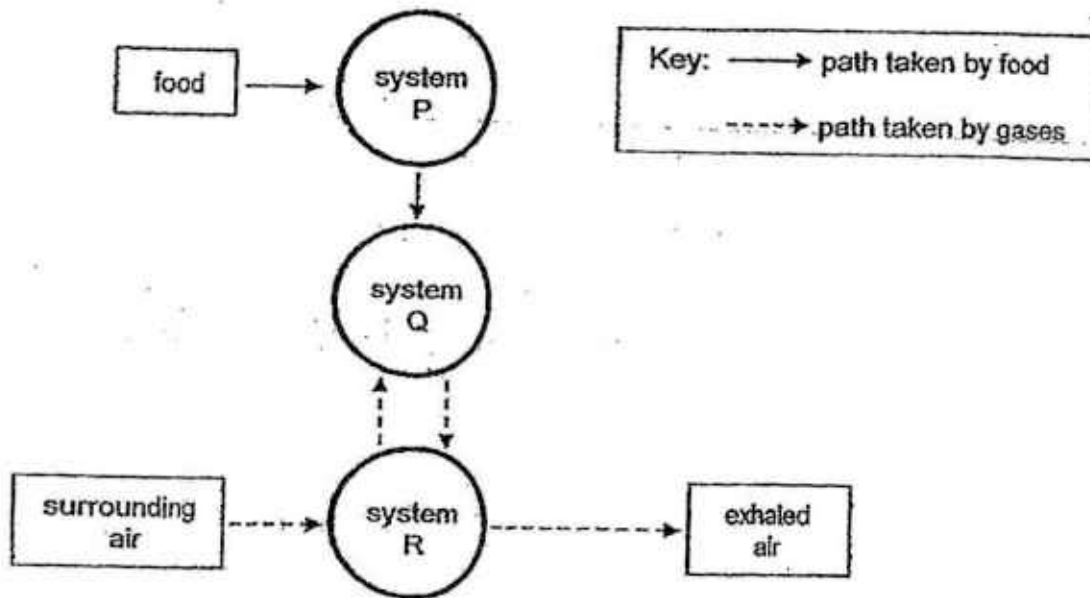 food
system
P
Key: path taken by food
path taken by gases
system
Q
surrounding
air
system
R
exhaled
air